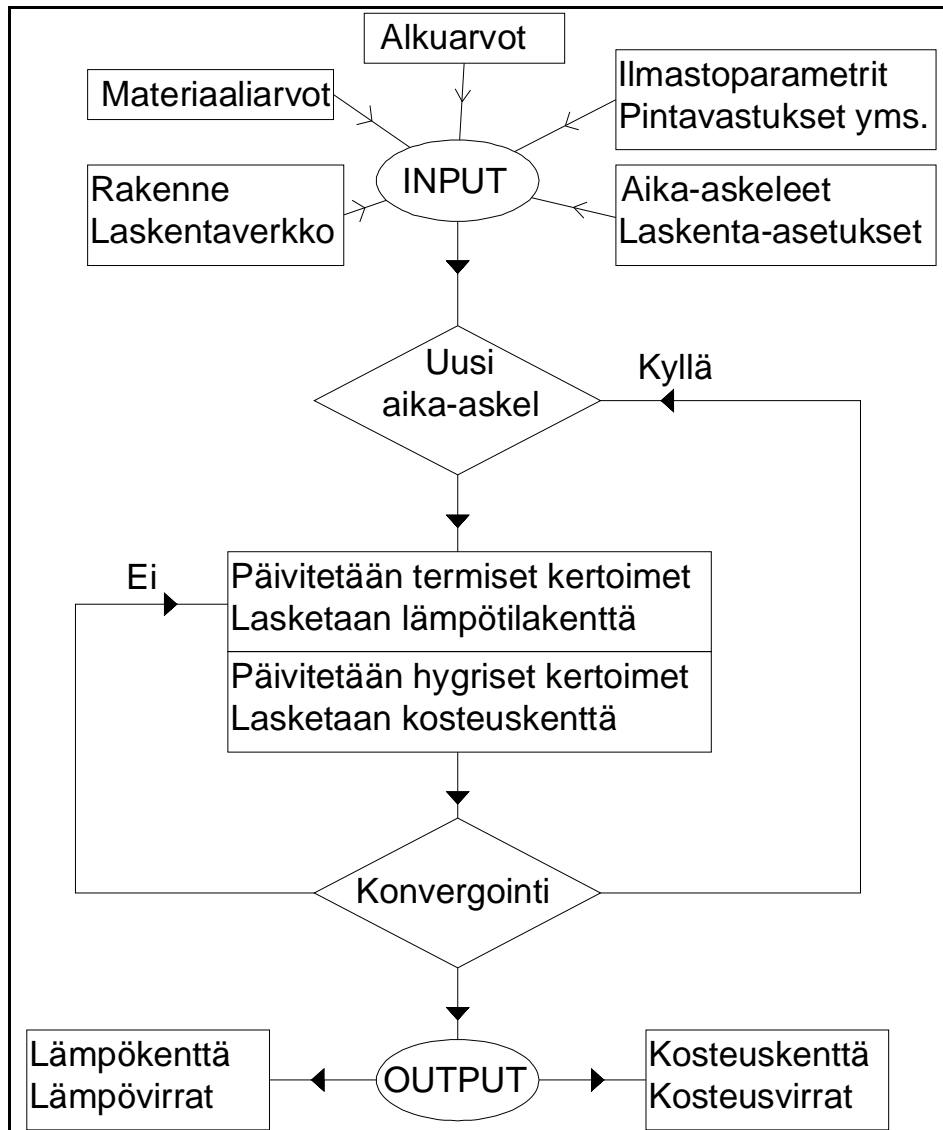 Alkuarvot
Materiaaliarvot
Ilmastoparametrit
Pintavastukset yms.
INPUT
Rakenne
Laskentaverkko
Aika-askeleet
Laskenta-asetukset
Uusi
aika-askel
Kyllä
Ei
Päivitetään termiset kertoimet
Lasketaan lämpötilakenttä
Päivitetään hygriset kertoimet
Lasketaan kosteuskenttä
Konvergointi
Lämpökenttä
Lämpövirrat
OUTPUT
Kosteuskenttä
Kosteusvirrat